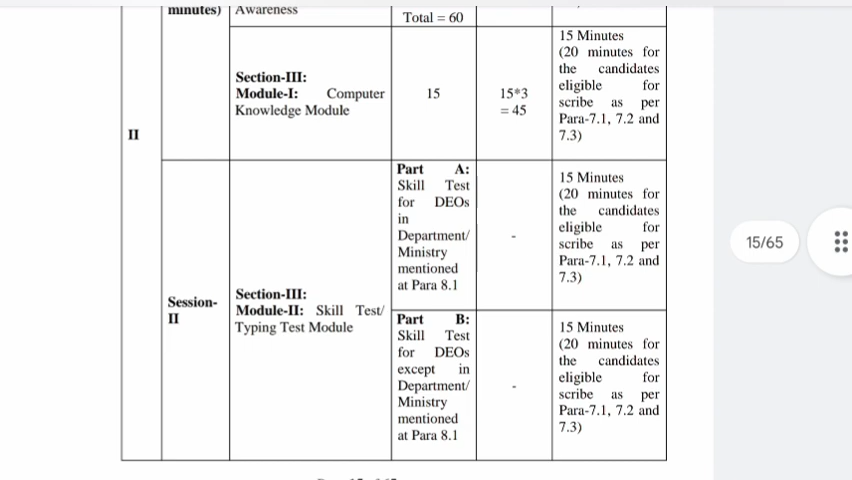 minutes)
Awareness
Total = 60
II
Section-III:
Module-I: Computer
Knowledge Module
15
15*3
= 45
15 Minutes
(20 minutes for
the candidates
eligible for
scribe as per
Para-7.1, 7.2 and
7.3)
Session-
II
Section-III:
Module-II: Skill Test/
Typing Test Module
Part A:
Skill Test
for DEOs
in
Department/
Ministry
mentioned
at Para 8.1
-
15 Minutes
(20 minutes for
the candidates
eligible for
scribe as per
Para-7.1, 7.2 and
7.3)
Part B:
Skill Test
for DEOs
except in
Department/
Ministry
mentioned
at Para 8.1
-
15 Minutes
(20 minutes for
the candidates
eligible for
scribe as per
Para-7.1, 7.2 and
7.3)
15/65